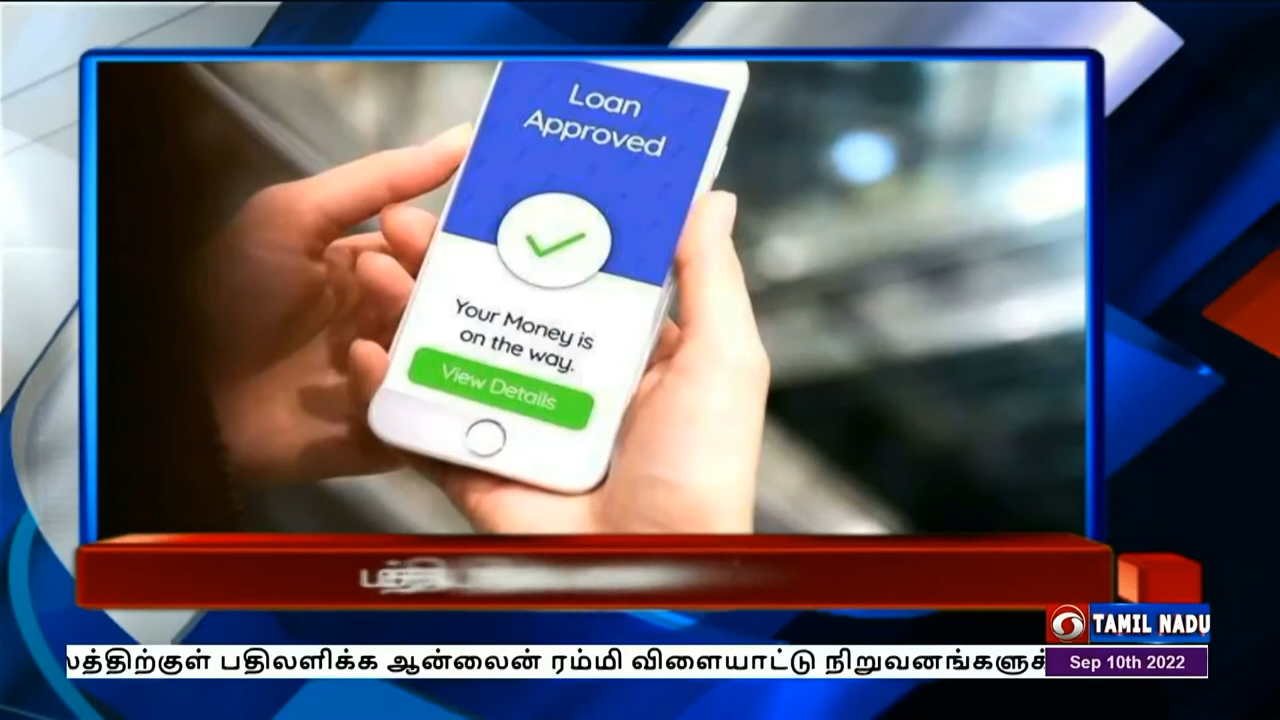 Loan
Approved
Your Money is
on the way.
View Details
TAMIL NADU
லத்திற்குள் பதிலளிக்க ஆன்லைன் ரம்மி விளையாட்டு நிறுவனங்களுக்
Sep 10th 2022